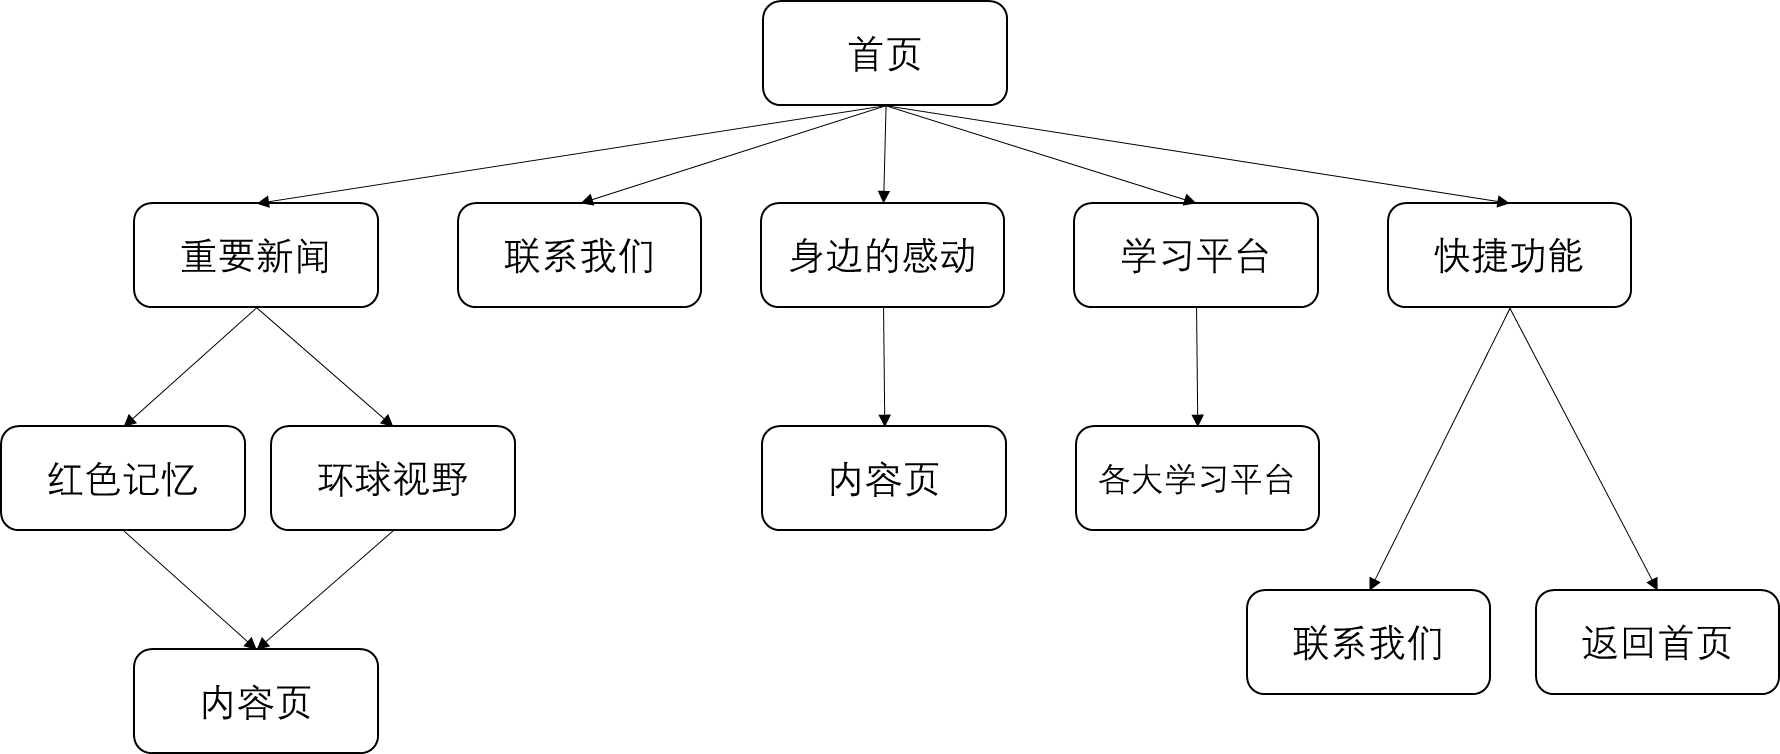 首页
重要新闻
联系我们
身边的感动
学习平台
快捷功能
红色记忆
环球视野
内容页
各大学习平台
联系我们
返回首页
内容页